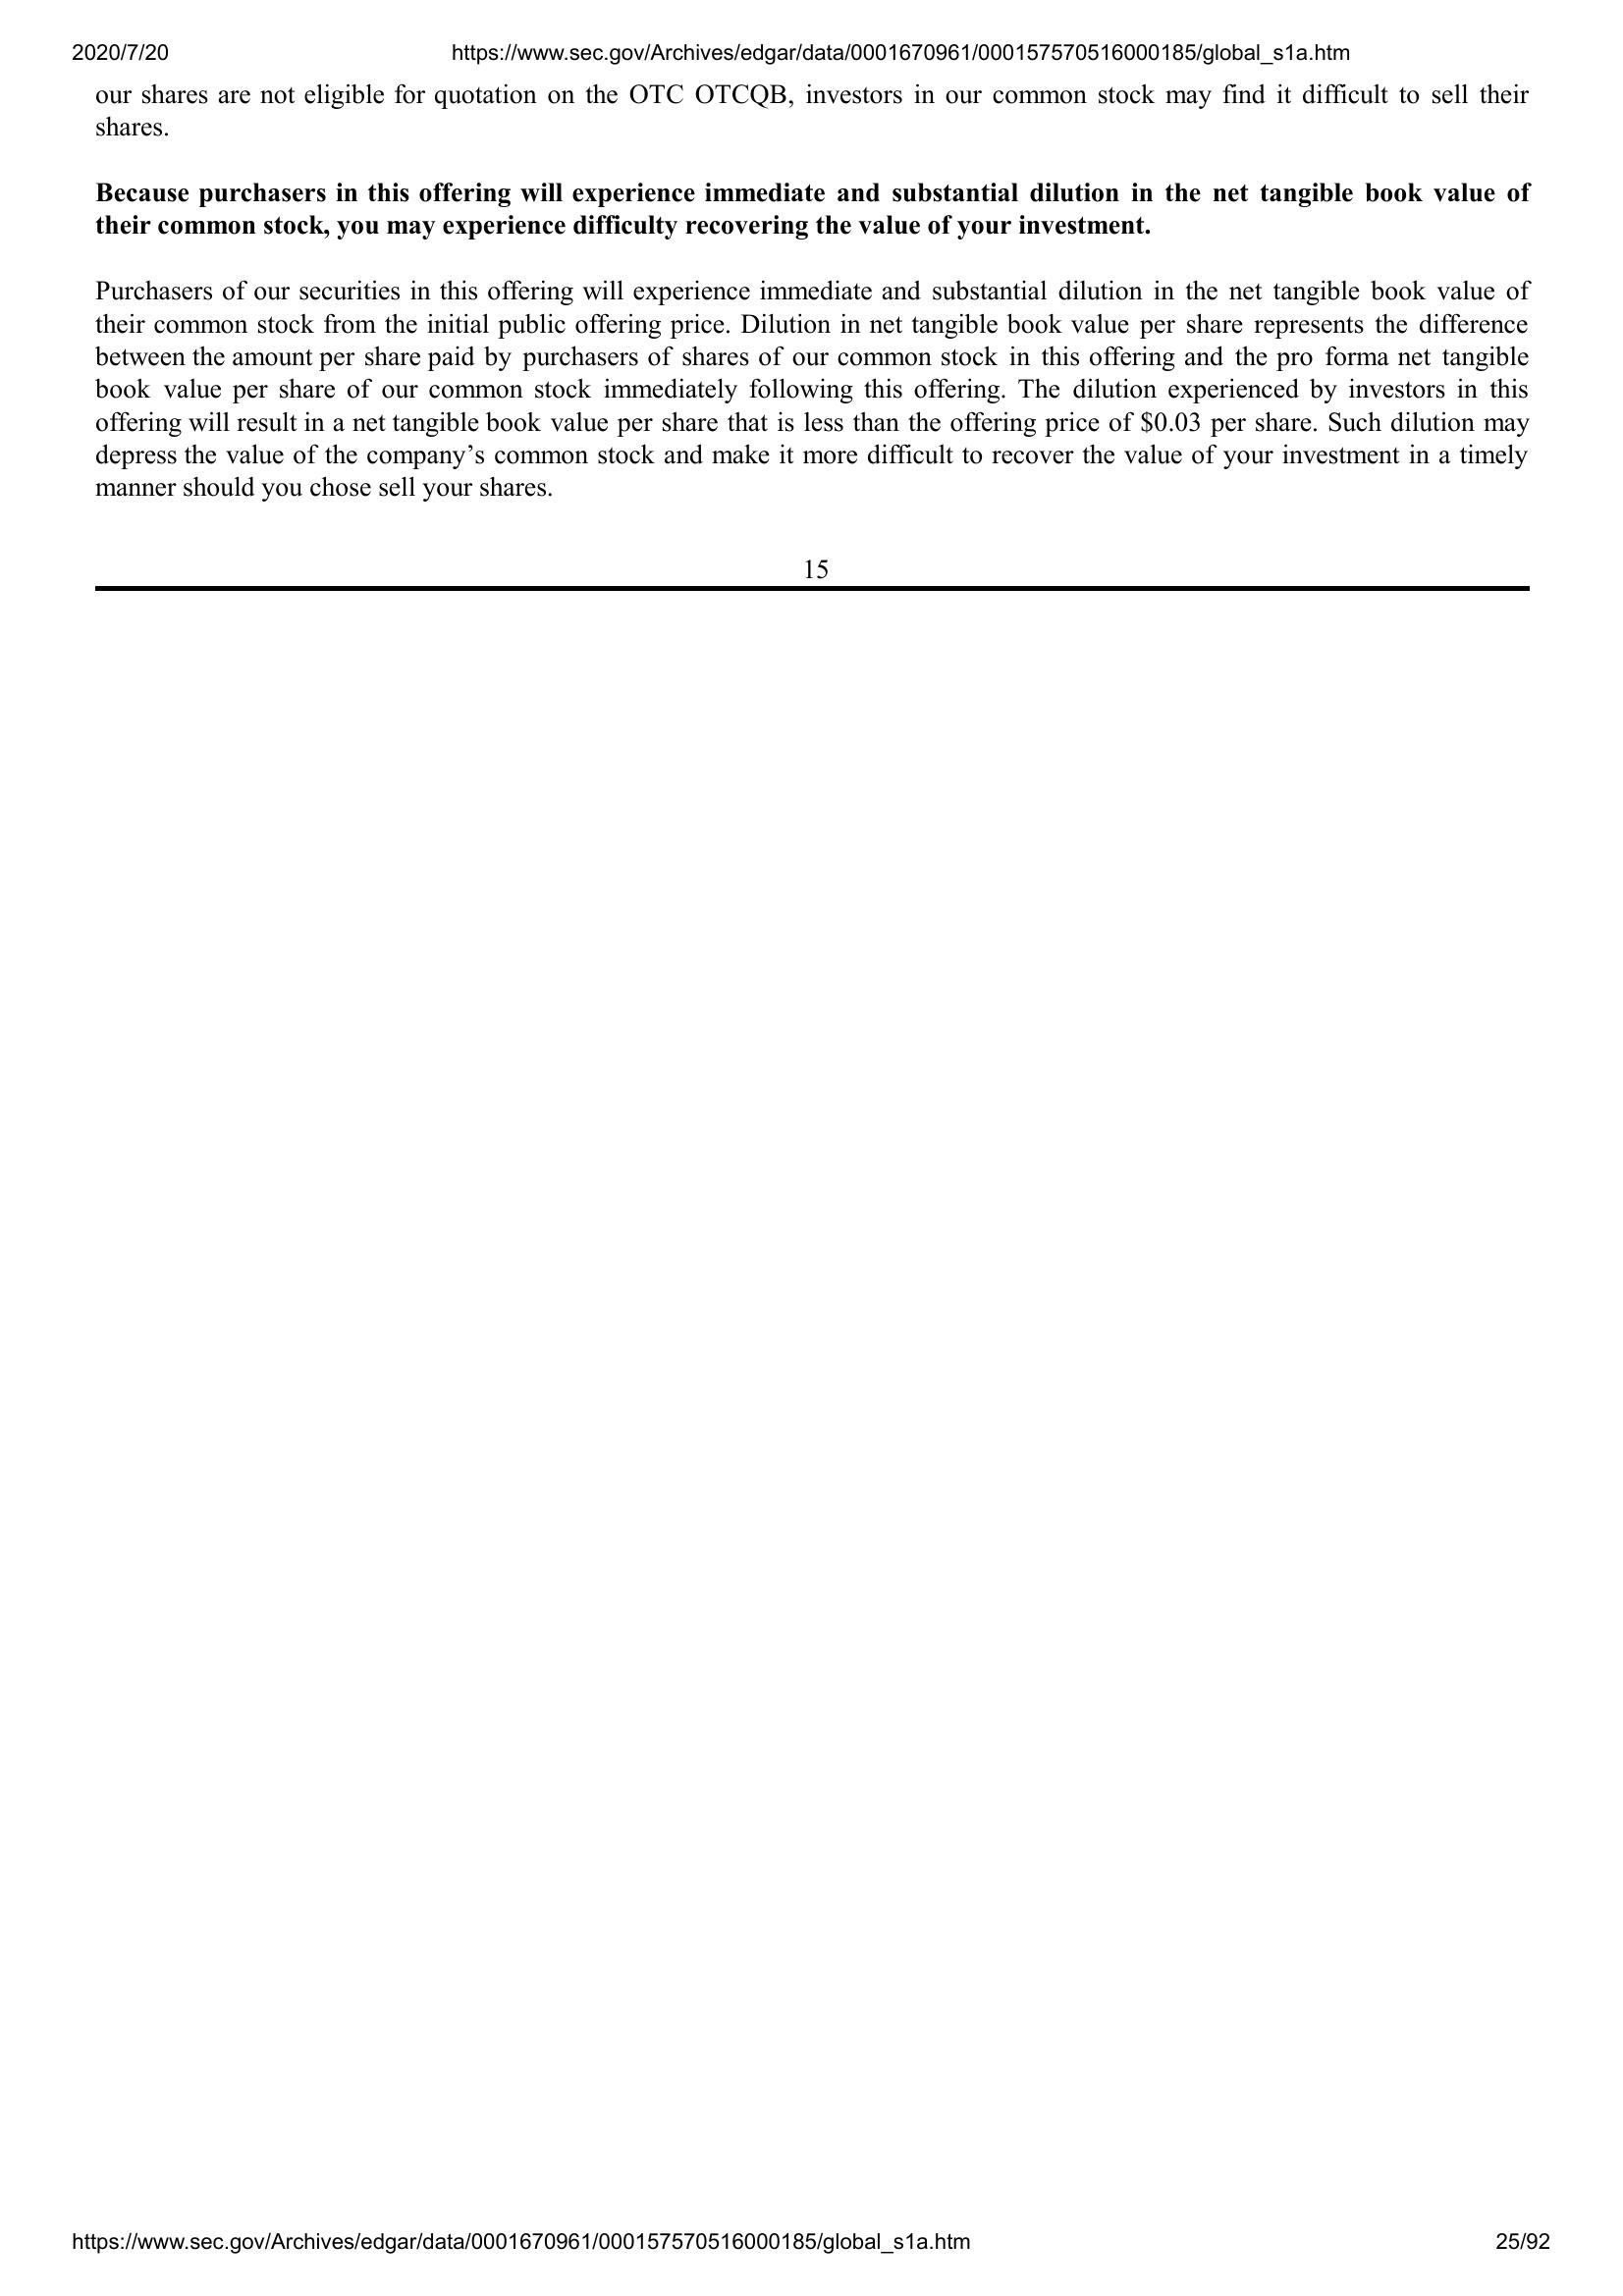 2020/7/20 https://www.sec.gov/Archives/edgar/data/0001670961/000157570516000185/global_s1a.htm
our shares are not eligible for quotation on the OTC OTCQB, investors in our common stock may find it difficult to sell their
shares.
Because purchasers in this offering will experience immediate and substantial dilution in the net tangible book value of
their common stock, you may experience difficulty recovering the value of your investment.
Purchasers of our securities in this offering will experience immediate and substantial dilution in the net tangible book value of
their common stock from the initial public offering price. Dilution in net tangible book value per share represents the difference
between the amount per share paid by purchasers of shares of our common stock in this offering and the pro forma net tangible
book value per share of our common stock immediately following this offering. The dilution experienced by investors in this
offering will result in a net tangible book value per share that is less than the offering price of $0.03 per share. Such dilution may
depress the value of the company’s common stock and make it more difficult to recover the value of your investment in a timely
manner should you chose sell your shares.
15
https://www.sec.gov/Archives/edgar/data/0001670961/000157570516000185/global_s1a.htm 25/92